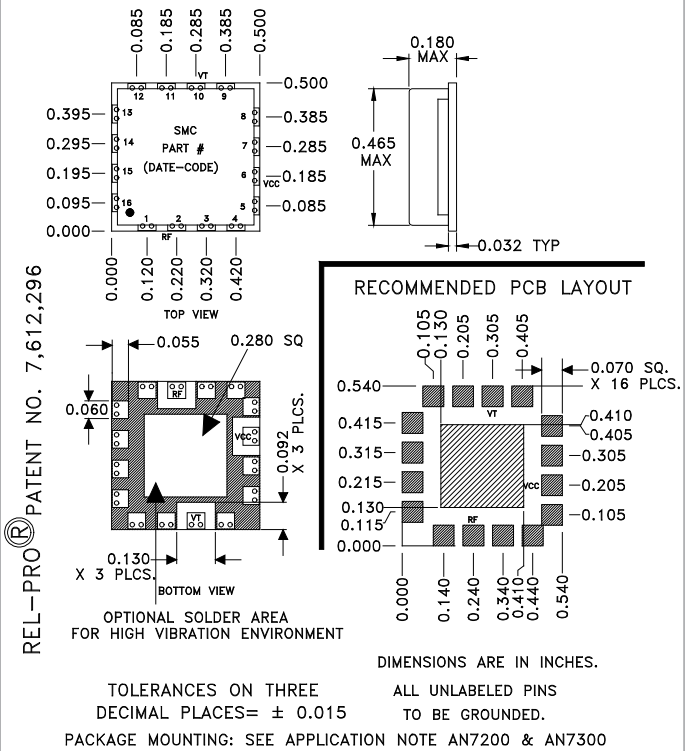 0.085
0.185
0.285
0.385
0.500
VT
12
11
10
9
0.500
0.395
13
8
0.385
SMC
PART #
(DATE-CODE)
0.295
14
7
0.285
0.195
15
6
0.185
VCC
0.095
16
5
0.085
0.000
1
2
3
4
RF
0.000
0.120
0.220
0.320
0.420
TOP VIEW
0.180
MAX
0.465
MAX
0.032 TYP
REL-PRO® PATENT NO. 7,612,296
0.055
0.280 SQ
0.060
RF
VCC
0.092
X 3 PLCS.
VT
0.130
X 3 PLCS.
BOTTOM VIEW
OPTIONAL SOLDER AREA
FOR HIGH VIBRATION ENVIRONMENT
RECOMMENDED PCB LAYOUT
0.105
0.130
0.205
0.305
0.405
0.070 SQ.
X 16 PLCS.
0.540
VT
0.415
0.410
0.405
0.315
0.305
0.215
VCC
0.205
0.130
0.115
0.105
RF
0.000
0.000
0.140
0.240
0.340
0.410
0.440
0.540
DIMENSIONS ARE IN INCHES.
TOLERANCES ON THREE
DECIMAL PLACES= ± 0.015
ALL UNLABELED PINS
TO BE GROUNDED.
PACKAGE MOUNTING: SEE APPLICATION NOTE AN7200 & AN7300